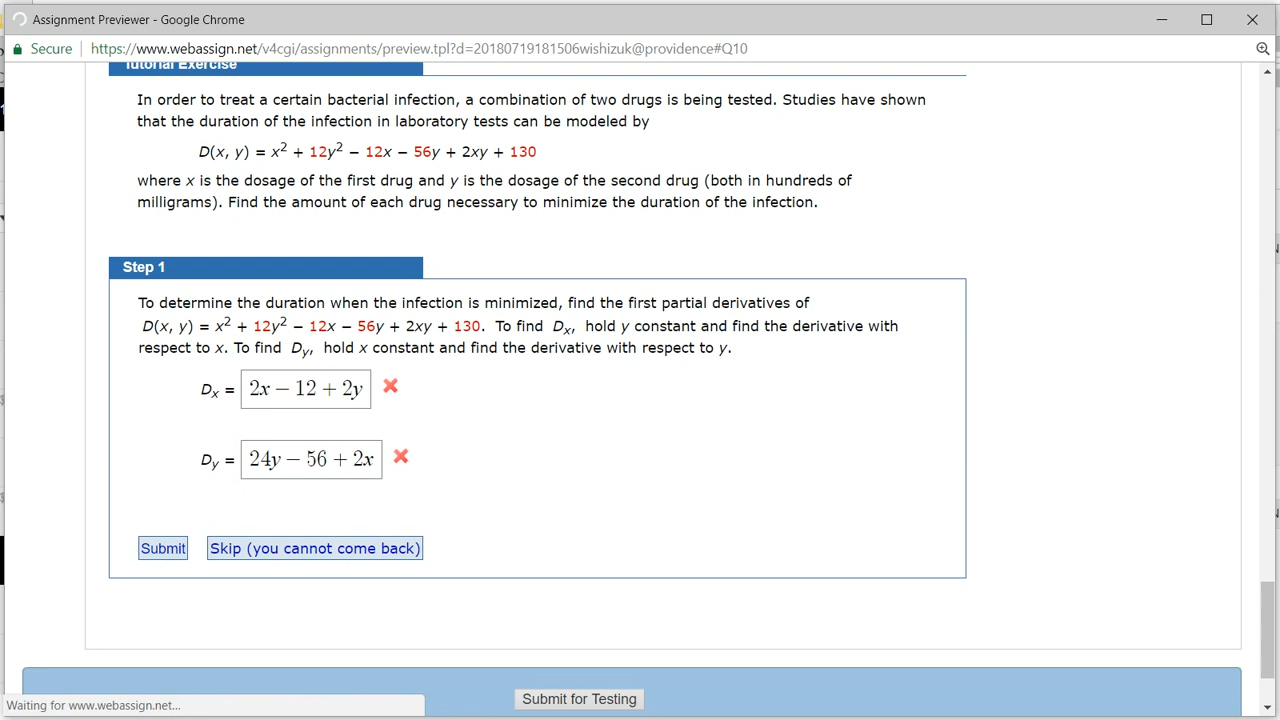 Assignment Previewer - Google Chrome
Secure https://www.webassign.net/v4cgi/assignments/preview.tpl?d=20180719181506wishizuk@providence#Q10
Tutorial Exercise
In order to treat a certain bacterial infection, a combination of two drugs is being tested. Studies have shown
that the duration of the infection in laboratory tests can be modeled by
D(x, y) = x² + 12y² − 12x − 56y + 2xy + 130
where x is the dosage of the first drug and y is the dosage of the second drug (both in hundreds of
milligrams). Find the amount of each drug necessary to minimize the duration of the infection.
Step 1
To determine the duration when the infection is minimized, find the first partial derivatives of
D(x, y) = x² + 12y² − 12x − 56y + 2xy + 130. To find Dx, hold y constant and find the derivative with
respect to x. To find Dy, hold x constant and find the derivative with respect to y.
Dx = 2x − 12 + 2y
Dy = 24y − 56 + 2x
Submit Skip (you cannot come back)
Submit for Testing
Waiting for www.webassign.net...